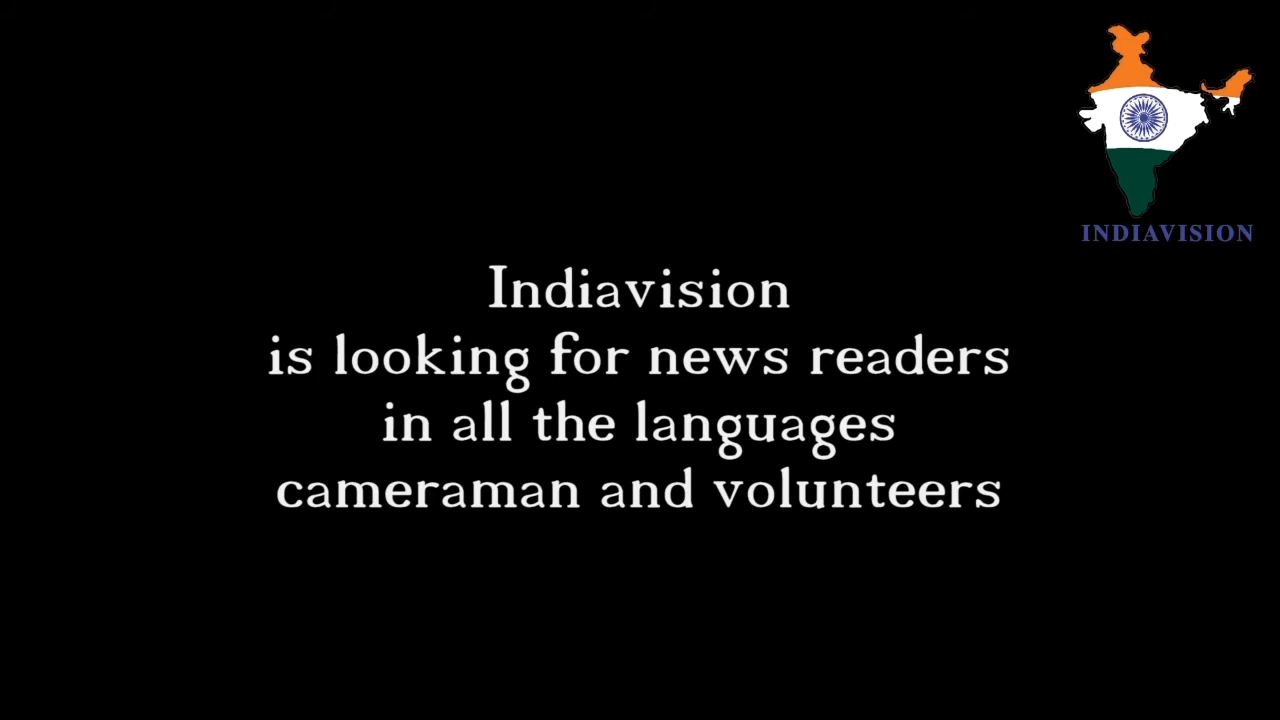 INDIAVISION
Indiavision
is looking for news readers
in all the languages
cameraman and volunteers